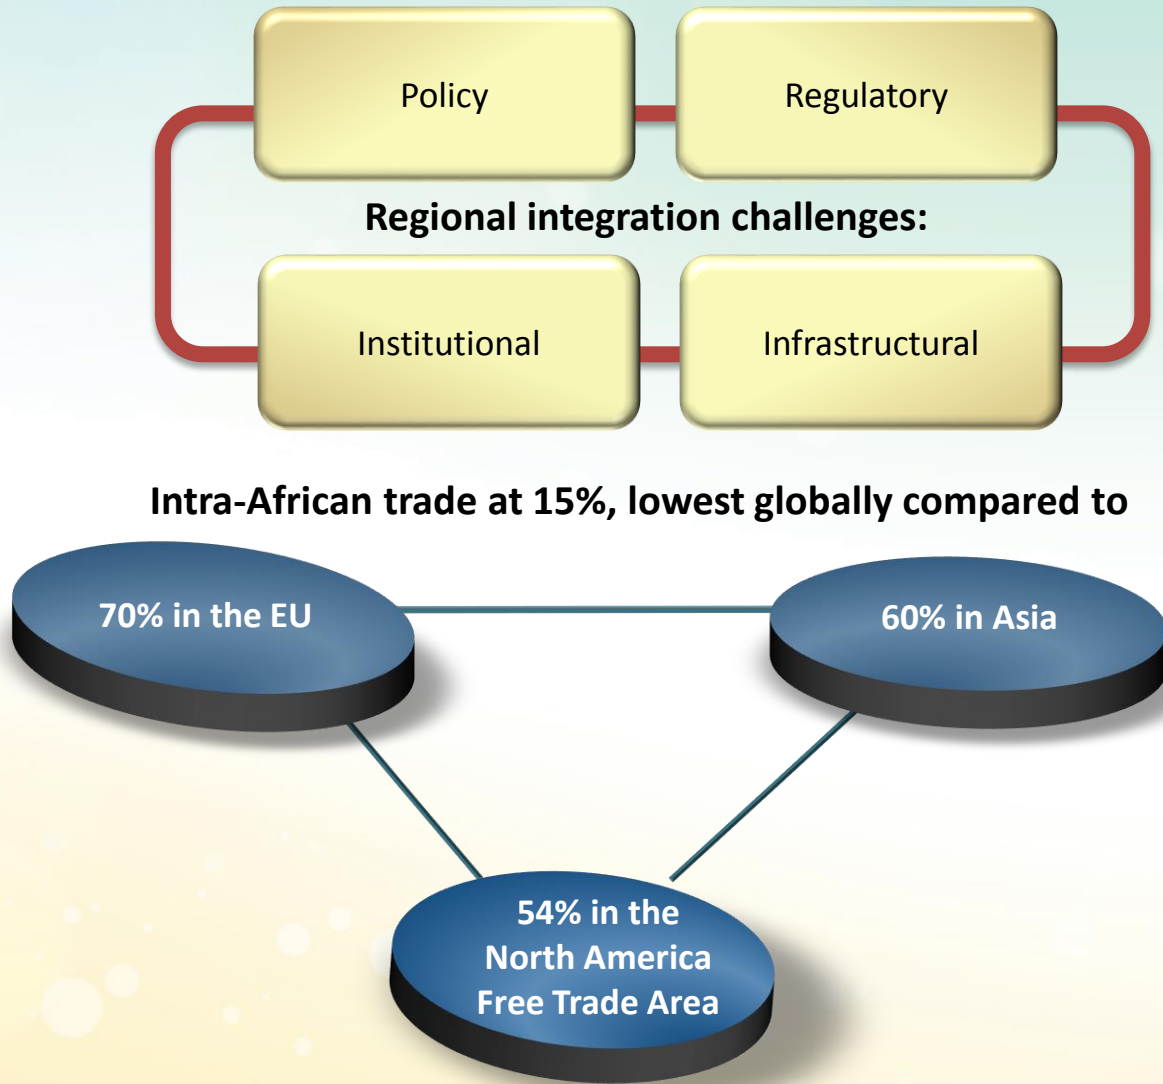 Policy
Regulatory
Regional integration challenges:
Institutional
Infrastructural
Intra-African trade at 15%, lowest globally compared to
70% in the EU
60% in Asia
54% in the
North America
Free Trade Area